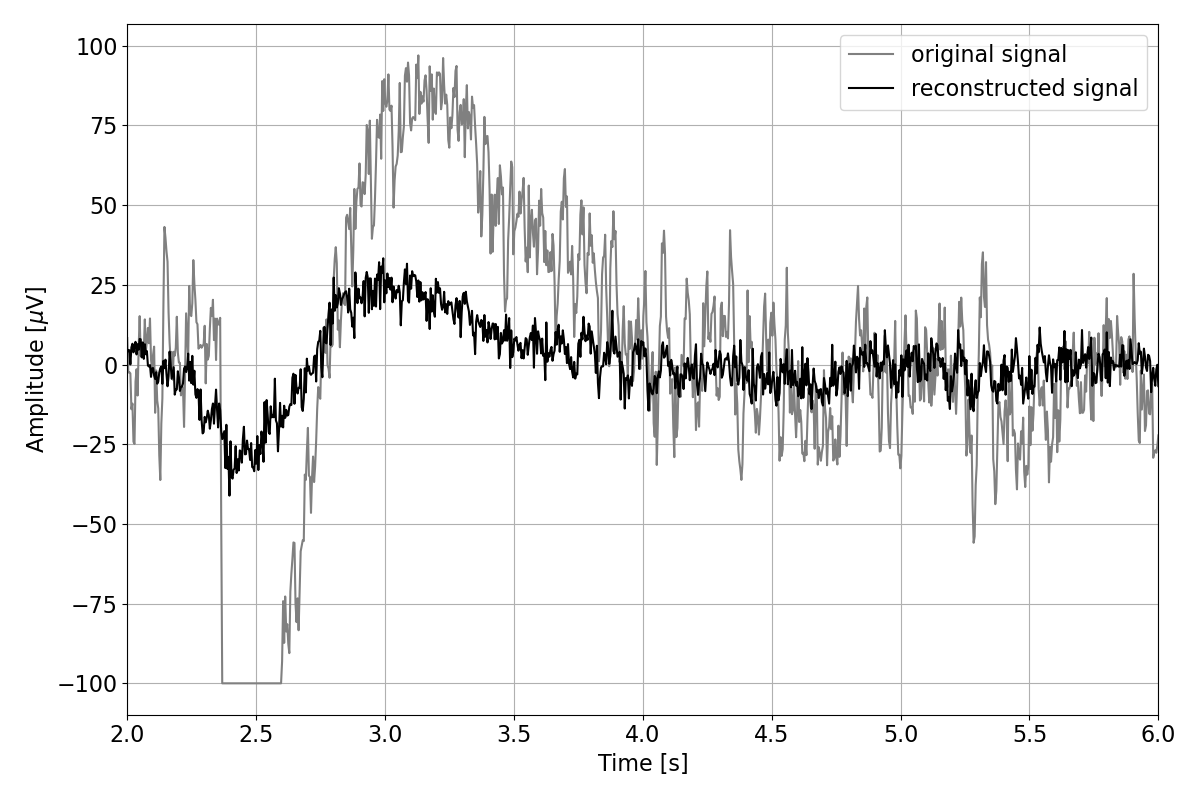 original signal
reconstructed signal
Amplitude [μV]
100
75
50
25
0
−25
−50
−75
−100
2.0 2.5 3.0 3.5 4.0 4.5 5.0 5.5 6.0
Time [s]